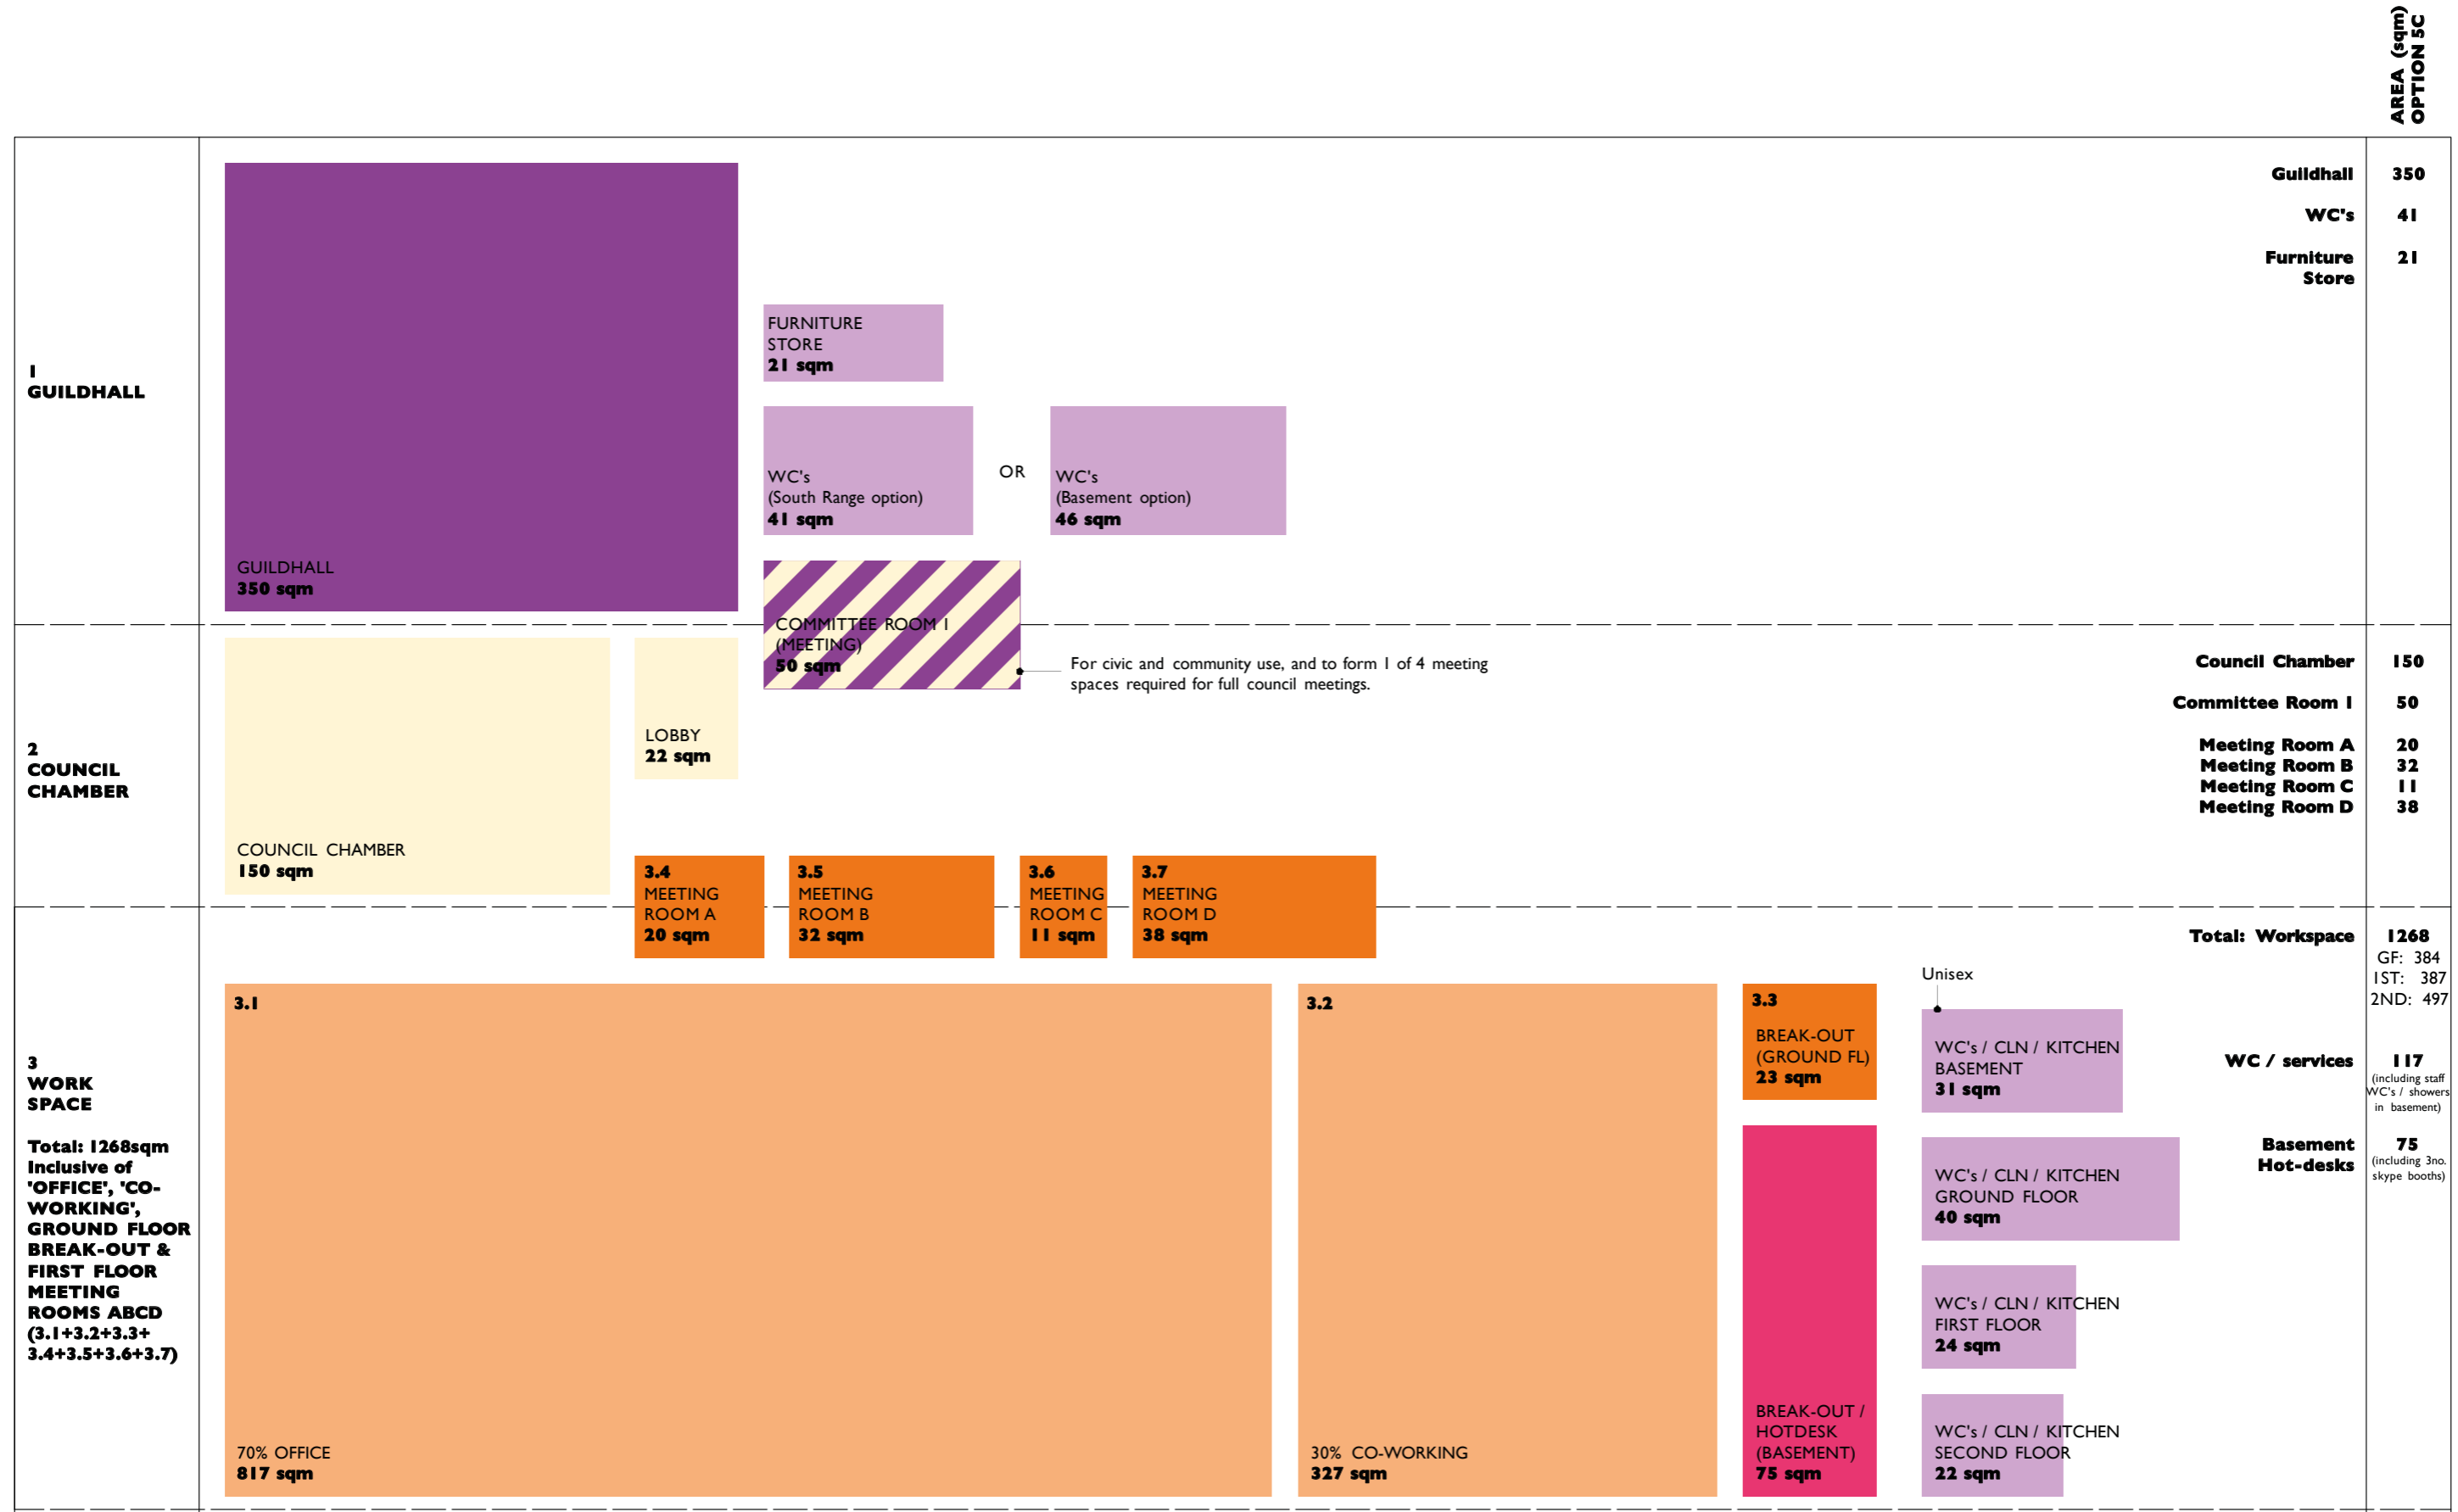 AREA (sqm)
OPTION 5C
1
GUILDHALL
GUILDHALL
350 sqm
FURNITURE
STORE
21 sqm
WC's
(South Range option)
41 sqm
OR
WC's
(Basement option)
46 sqm
Guildhall 350
WC's 41
Furniture 21
Store
COMMITTEE ROOM 1
(MEETING)
50 sqm
For civic and community use, and to form 1 of 4 meeting
spaces required for full council meetings.
2
COUNCIL
CHAMBER
COUNCIL CHAMBER
150 sqm
LOBBY
22 sqm
Council Chamber 150
Committee Room 1 50
Meeting Room A 20
Meeting Room B 32
Meeting Room C 11
Meeting Room D 38
3.4
MEETING
ROOM A
20 sqm
3.5
MEETING
ROOM B
32 sqm
3.6
MEETING
ROOM C
11 sqm
3.7
MEETING
ROOM D
38 sqm
3
WORK
SPACE
Total: 1268sqm
Inclusive of
'OFFICE', 'CO-
WORKING',
GROUND FLOOR
BREAK-OUT &
FIRST FLOOR
MEETING
ROOMS ABCD
(3.1+3.2+3.3+
3.4+3.5+3.6+3.7)
3.1
70% OFFICE
817 sqm
3.2
30% CO-WORKING
327 sqm
3.3
BREAK-OUT
(GROUND FL)
23 sqm
BREAK-OUT /
HOTDESK
(BASEMENT)
75 sqm
Unisex
WC's / CLN / KITCHEN
BASEMENT
31 sqm
WC's / CLN / KITCHEN
GROUND FLOOR
40 sqm
WC's / CLN / KITCHEN
FIRST FLOOR
24 sqm
WC's / CLN / KITCHEN
SECOND FLOOR
22 sqm
Total: Workspace 1268
GF: 384
1ST: 387
2ND: 497
WC / services 117
(including staff
WC's / showers
in basement)
Basement 75
Hot-desks
(including 3no.
skype booths)